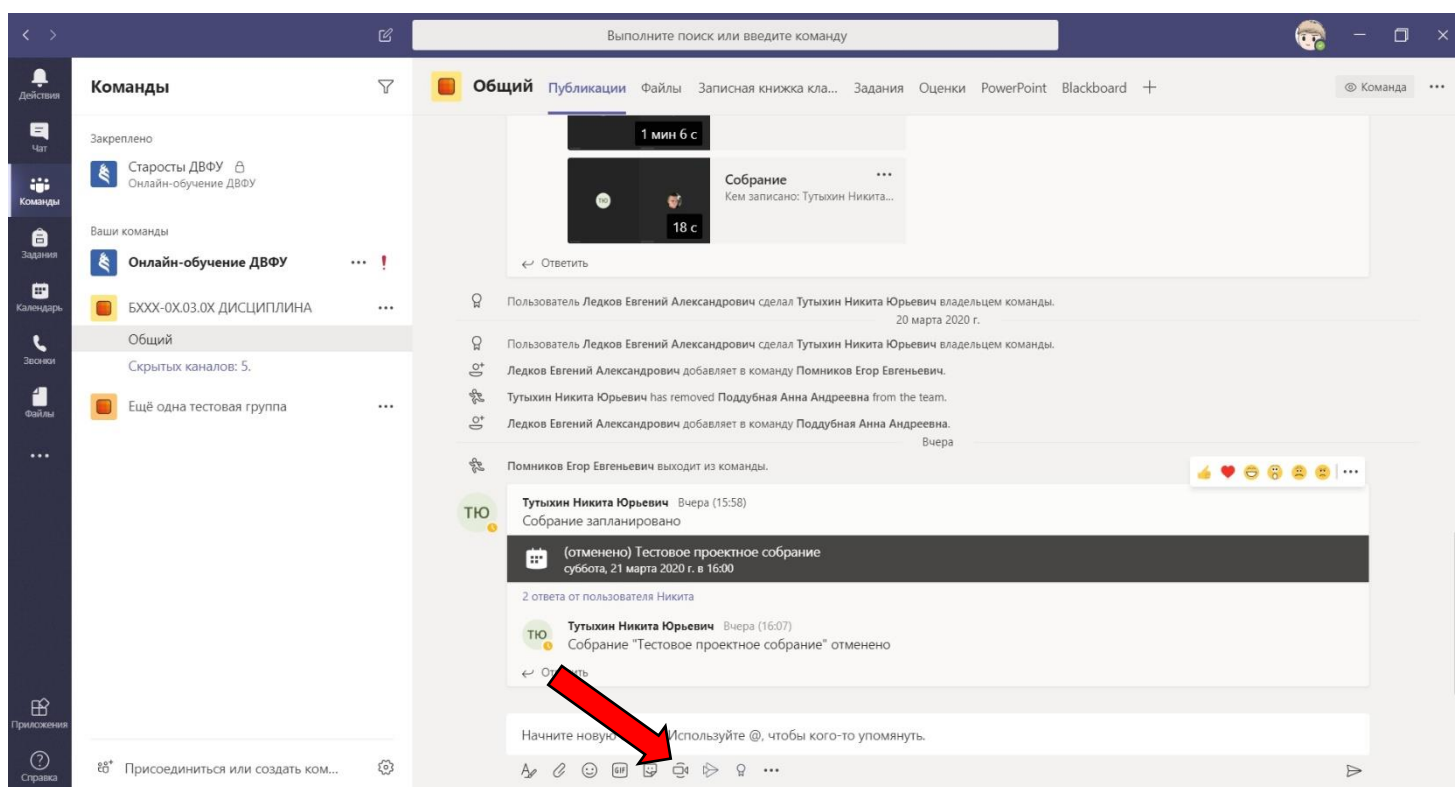 Выполните поиск или введите команду
Действия
Чат
Команды
Задания
Календарь
Звонки
Файлы
Приложения
Справка
Команды
Закреплено
Старосты ДВФУ
Онлайн-обучение ДВФУ
Ваши команды
Онлайн-обучение ДВФУ ... !
БХХХ-0Х.03.0Х ДИСЦИПЛИНА ...
Общий
Скрытых каналов: 5.
Ещё одна тестовая группа ...
Присоединиться или создать ком...
Общий Публикации Файлы Записная книжка кла... Задания Оценки PowerPoint Blackboard +
Команда ...
1 мин 6 с
Собрание ...
Кем записано: Тутыхин Никита...
ТЮ
18 с
Ответить
Пользователь Ледков Евгений Александрович сделал Тутыхин Никита Юрьевич владельцем команды.
20 марта 2020 г.
Пользователь Ледков Евгений Александрович сделал Тутыхин Никита Юрьевич владельцем команды.
Ледков Евгений Александрович добавляет в команду Помников Егор Евгеньевич.
Тутыхин Никита Юрьевич has removed Поддубная Анна Андреевна from the team.
Ледков Евгений Александрович добавляет в команду Поддубная Анна Андреевна.
Вчера
Помников Егор Евгеньевич выходит из команды.
ТЮ
Тутыхин Никита Юрьевич Вчера (15:58)
Собрание запланировано
(отменено) Тестовое проектное собрание
суббота, 21 марта 2020 г. в 16:00
2 ответа от пользователя Никита
ТЮ
Тутыхин Никита Юрьевич Вчера (16:07)
Собрание "Тестовое проектное собрание" отменено
Начните новую Используйте @, чтобы кого-то упомянуть.
GIF